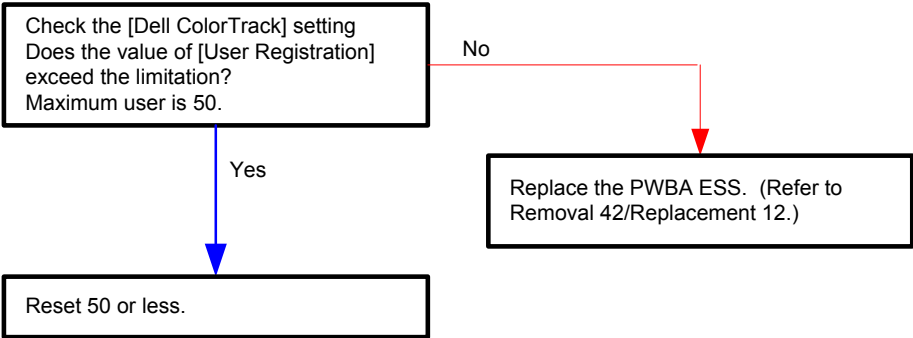 Check the [Dell ColorTrack] setting
Does the value of [User Registration]
exceed the limitation?
Maximum user is 50.
No
Yes
Replace the PWBA ESS.  (Refer to
Removal 42/Replacement 12.)
Reset 50 or less.